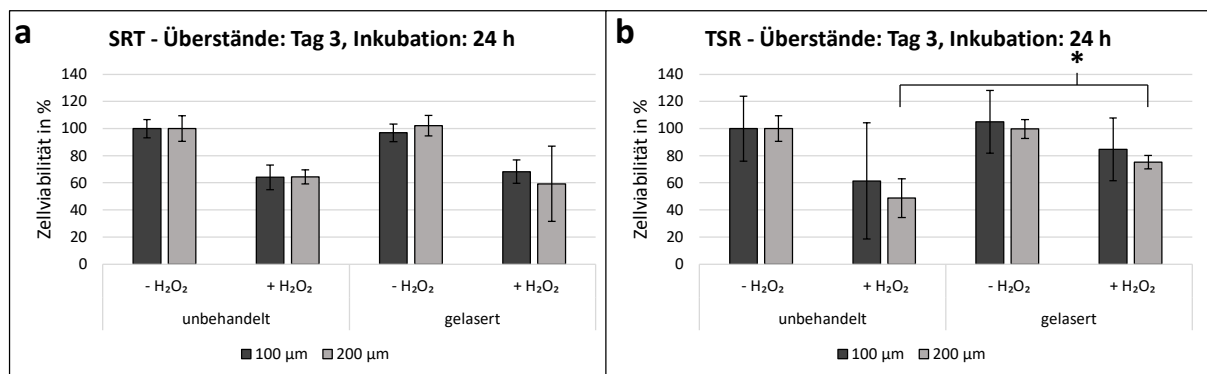 a
SRT - Überstände: Tag 3, Inkubation: 24 h
Zellviabilität in %
140
120
100
80
60
40
20
0
- H₂O₂ + H₂O₂ - H₂O₂ + H₂O₂
unbehandelt gelasert
100 µm 200 µm
b
TSR - Überstände: Tag 3, Inkubation: 24 h
*
Zellviabilität in %
140
120
100
80
60
40
20
0
- H₂O₂ + H₂O₂ - H₂O₂ + H₂O₂
unbehandelt gelasert
100 µm 200 µm